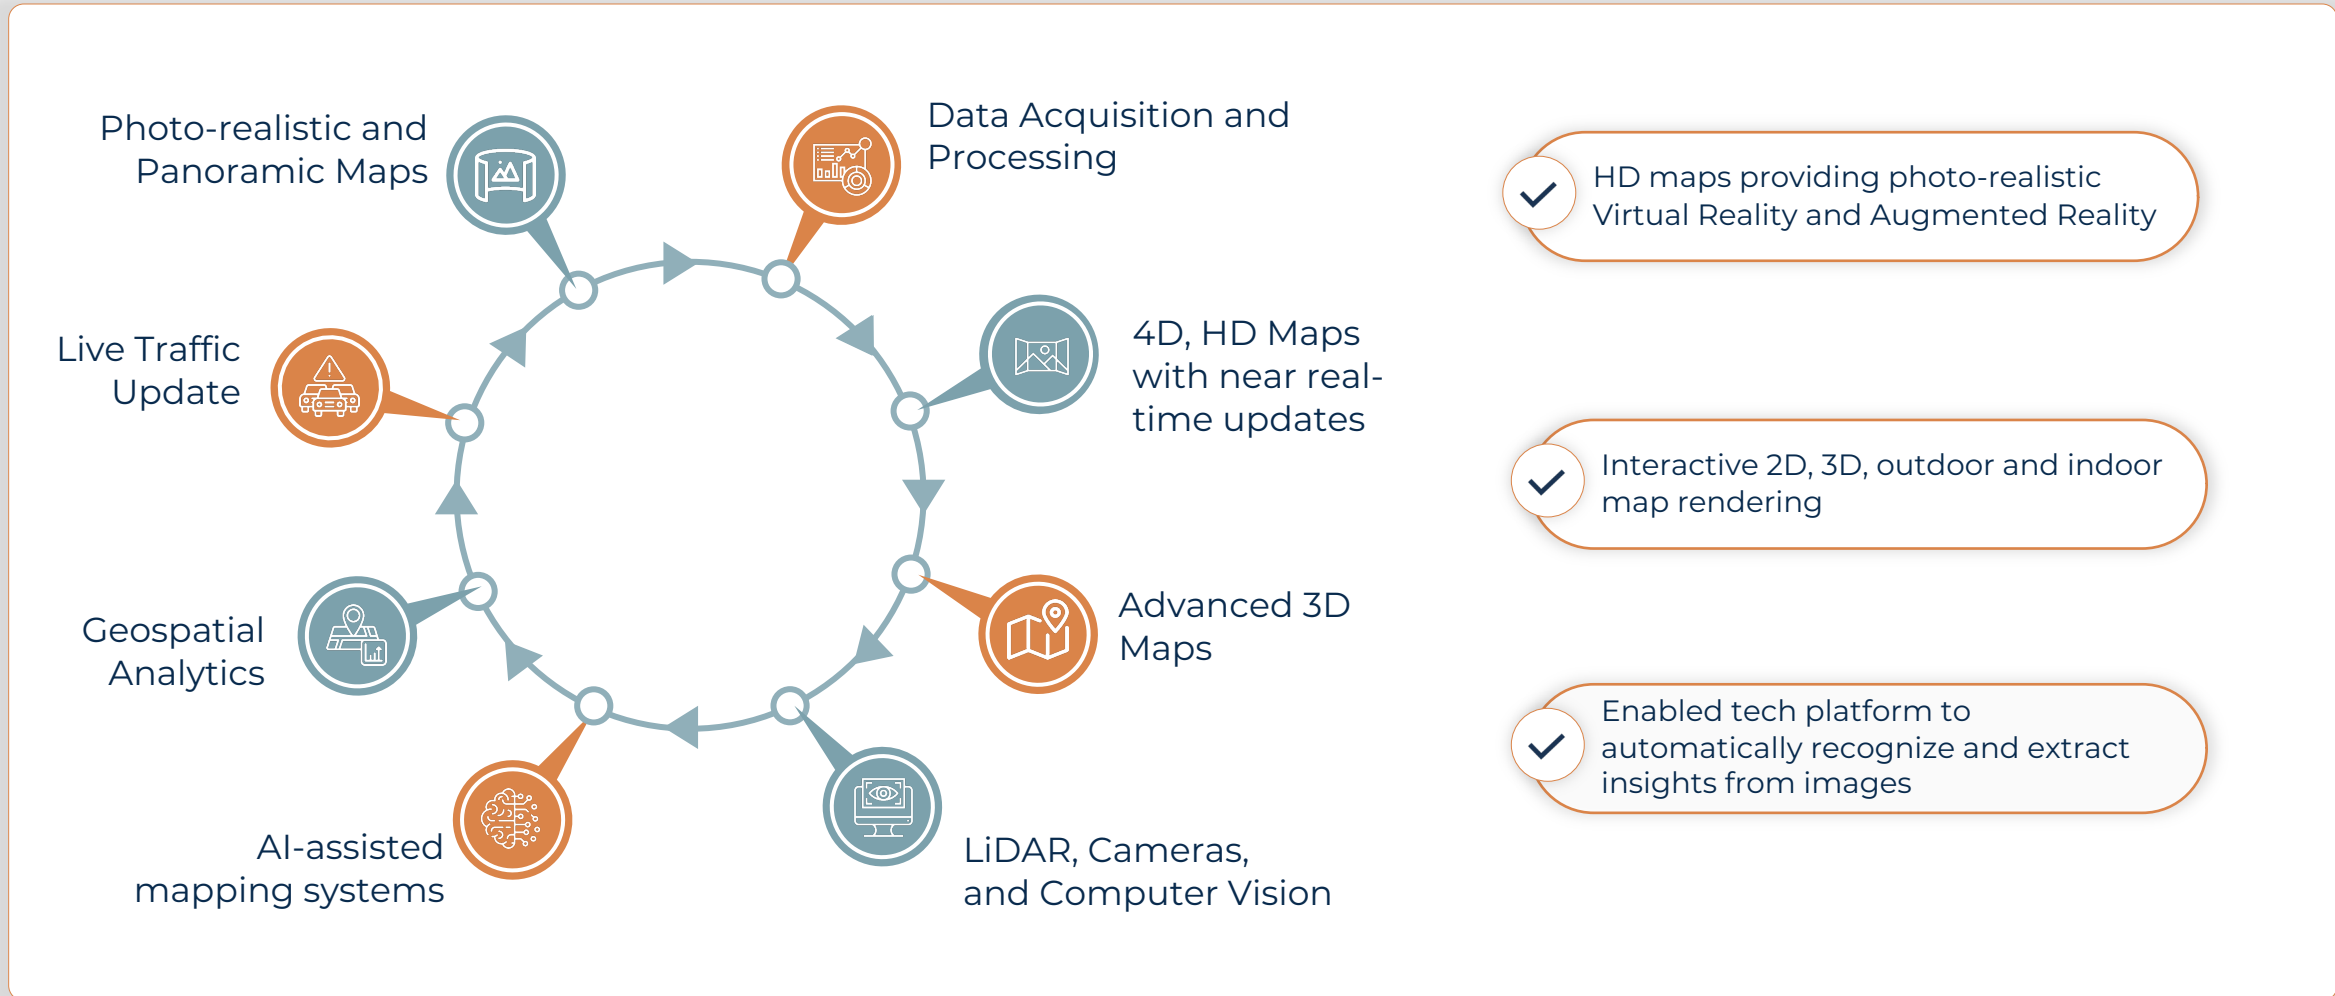 Photo-realistic and
Panoramic Maps
Data Acquisition and
Processing
4D, HD Maps
with near real-
time updates
Advanced 3D
Maps
LiDAR, Cameras,
and Computer Vision
AI-assisted
mapping systems
Geospatial
Analytics
Live Traffic
Update
HD maps providing photo-realistic
Virtual Reality and Augmented Reality
Interactive 2D, 3D, outdoor and indoor
map rendering
Enabled tech platform to
automatically recognize and extract
insights from images